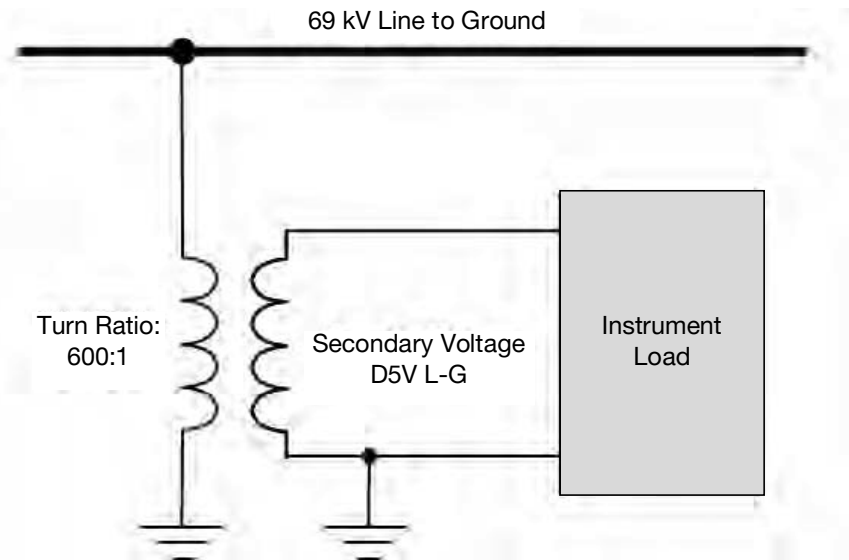 69 kV Line to Ground
Turn Ratio:
600:1
Secondary Voltage
D5V L-G
Instrument
Load